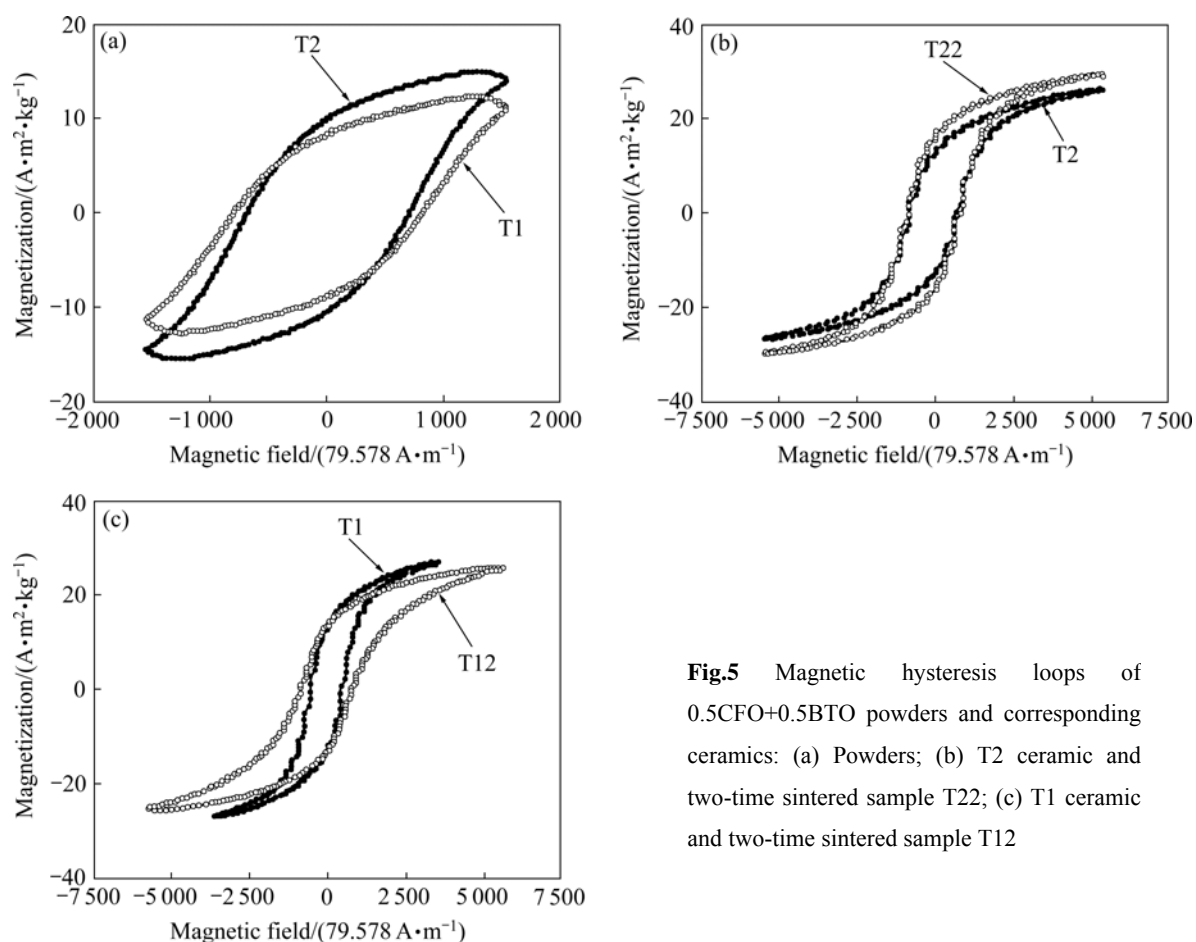 (a)
T2
T1
20
10
0
−10
−20
−2 000 −1 000 0 1 000 2 000
Magnetization/(A•m²•kg⁻¹)
Magnetic field/(79.578 A•m⁻¹)
(b)
T22
T2
40
20
0
−20
−40
−7 500 −5 000 −2 500 0 2 500 5 000 7 500
Magnetization/(A•m²•kg⁻¹)
Magnetic field/(79.578 A•m⁻¹)
(c)
T1
T12
40
20
0
−20
−40
−7 500 −5 000 −2 500 0 2 500 5 000 7 500
Magnetization/(A•m²•kg⁻¹)
Magnetic field/(79.578 A•m⁻¹)
Fig.5 Magnetic hysteresis loops of
0.5CFO+0.5BTO powders and corresponding
ceramics: (a) Powders; (b) T2 ceramic and
two-time sintered sample T22; (c) T1 ceramic
and two-time sintered sample T12